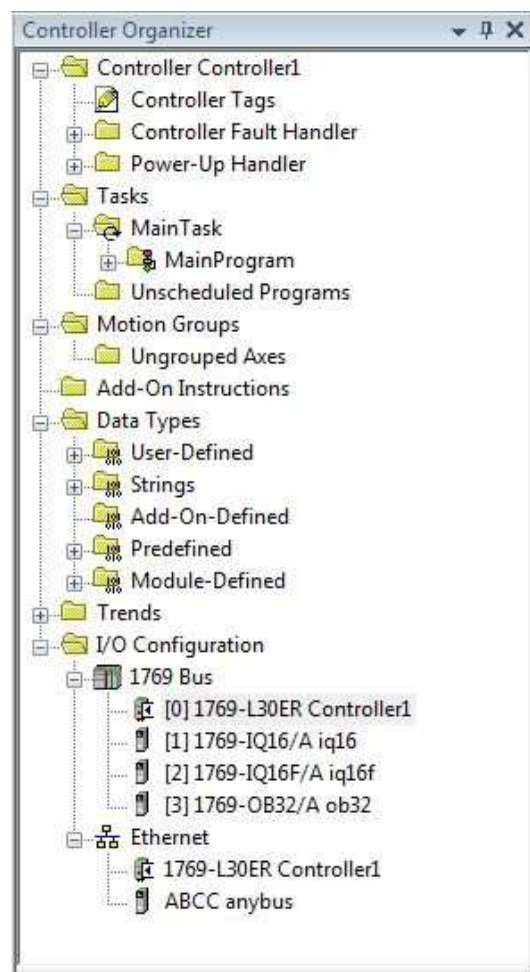 Controller Organizer
Controller Controller1
Controller Tags
Controller Fault Handler
Power-Up Handler
Tasks
MainTask
MainProgram
Unscheduled Programs
Motion Groups
Ungrouped Axes
Add-On Instructions
Data Types
User-Defined
Strings
Add-On-Defined
Predefined
Module-Defined
Trends
I/O Configuration
1769 Bus
[0] 1769-L30ER Controller1
[1] 1769-IQ16/A iq16
[2] 1769-IQ16F/A iq16f
[3] 1769-OB32/A ob32
Ethernet
1769-L30ER Controller1
ABCC anybus